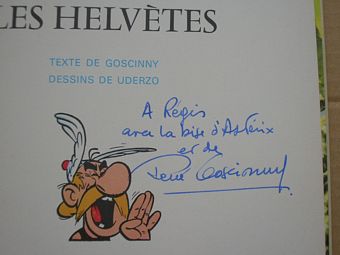 LES HELVÈTES
TEXTE DE GOSCINNY
DESSINS DE UDERZO
A Régis
avec la bise d'Astérix
et de
René Goscinny